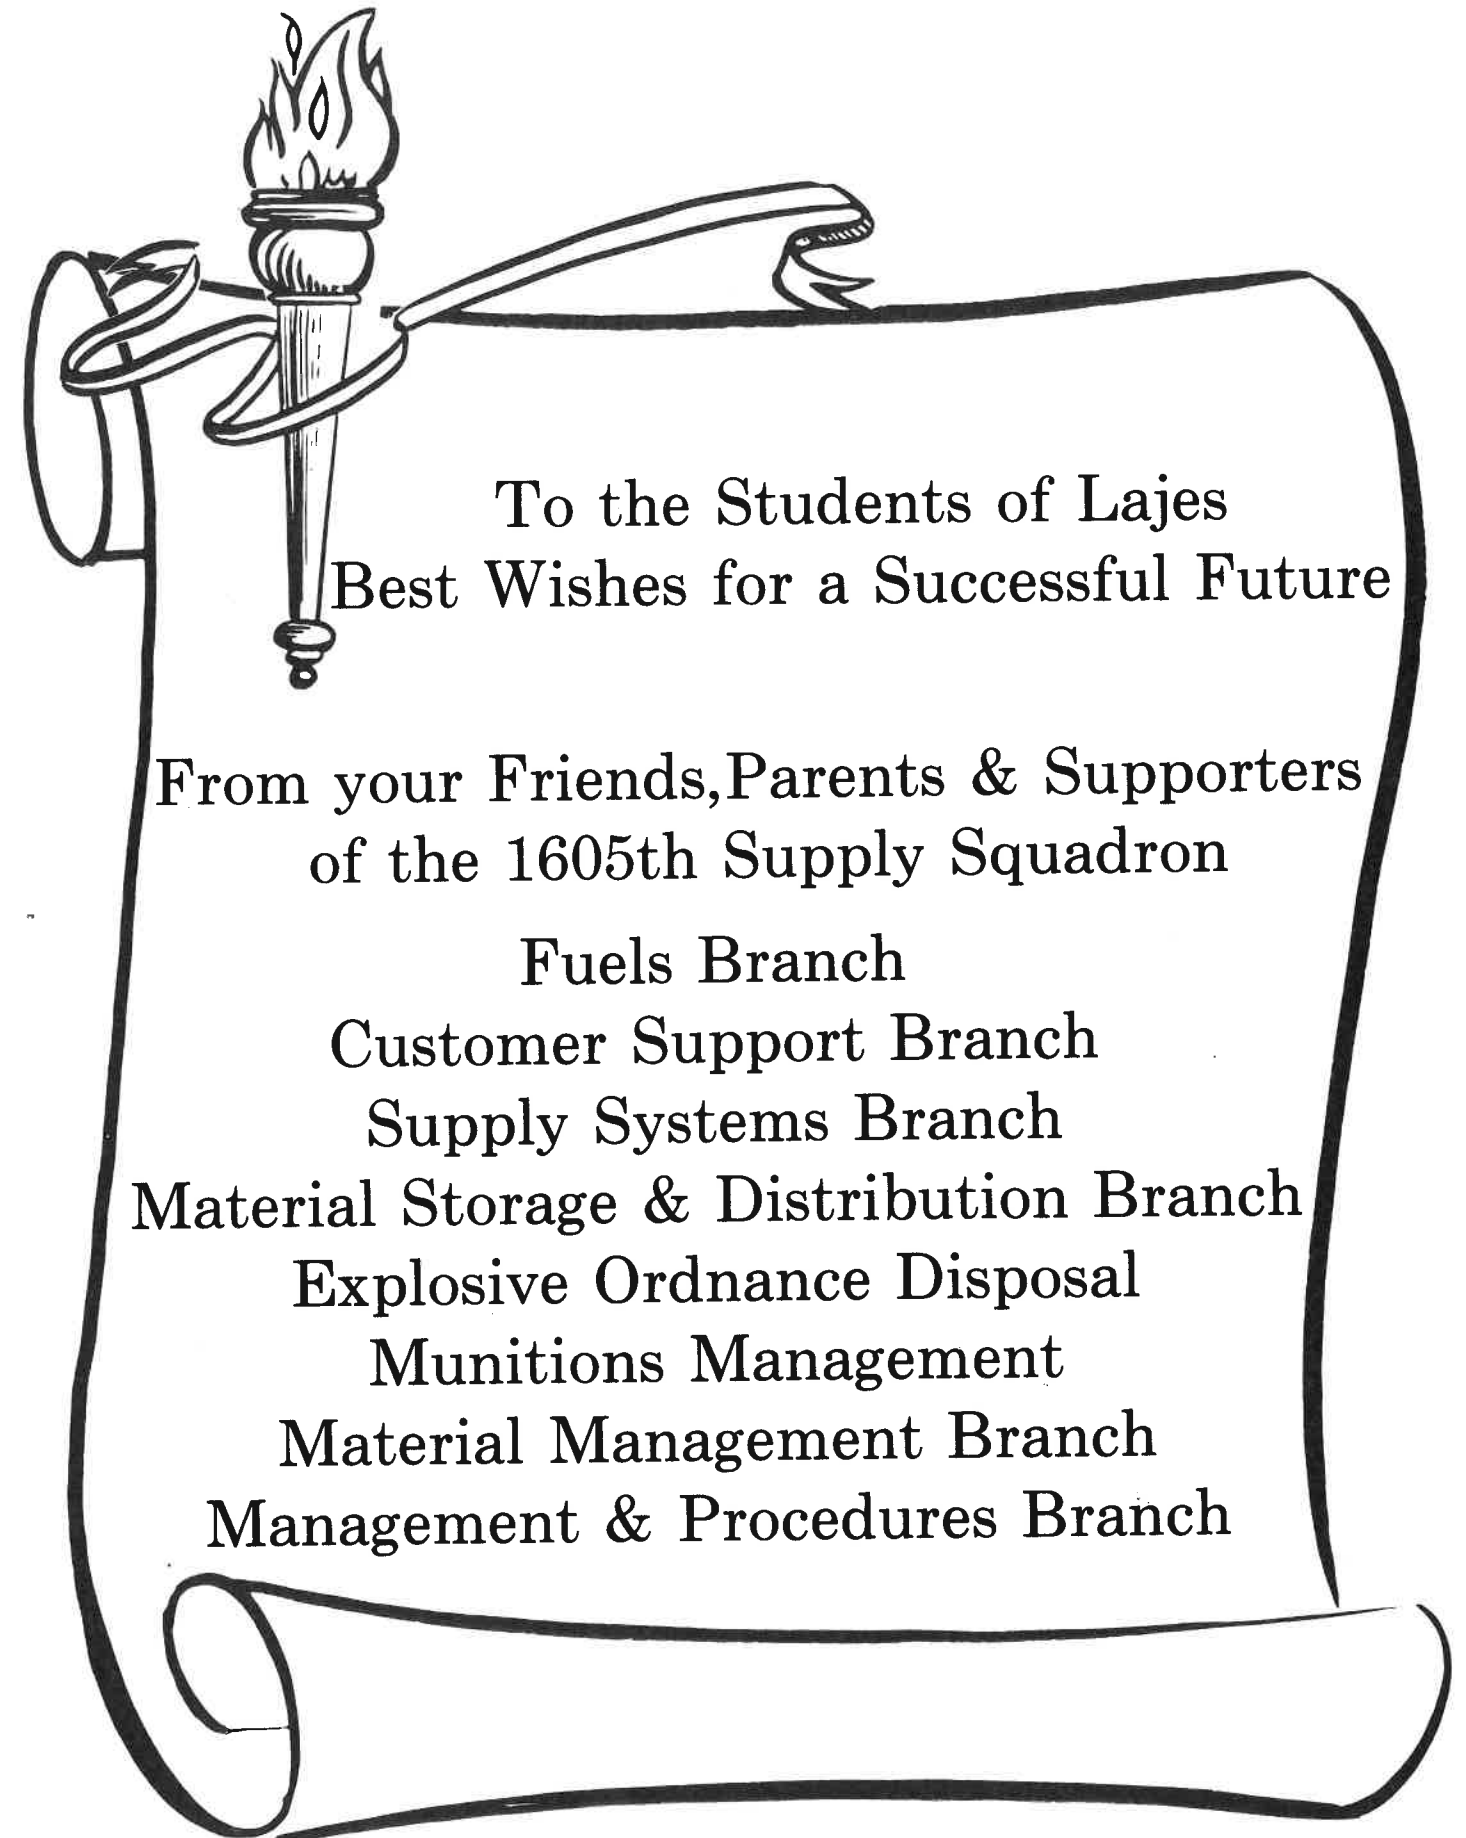 To the Students of Lajes
Best Wishes for a Successful Future
From your Friends,Parents & Supporters
of the 1605th Supply Squadron
Fuels Branch
Customer Support Branch
Supply Systems Branch
Material Storage & Distribution Branch
Explosive Ordnance Disposal
Munitions Management
Material Management Branch
Management & Procedures Branch